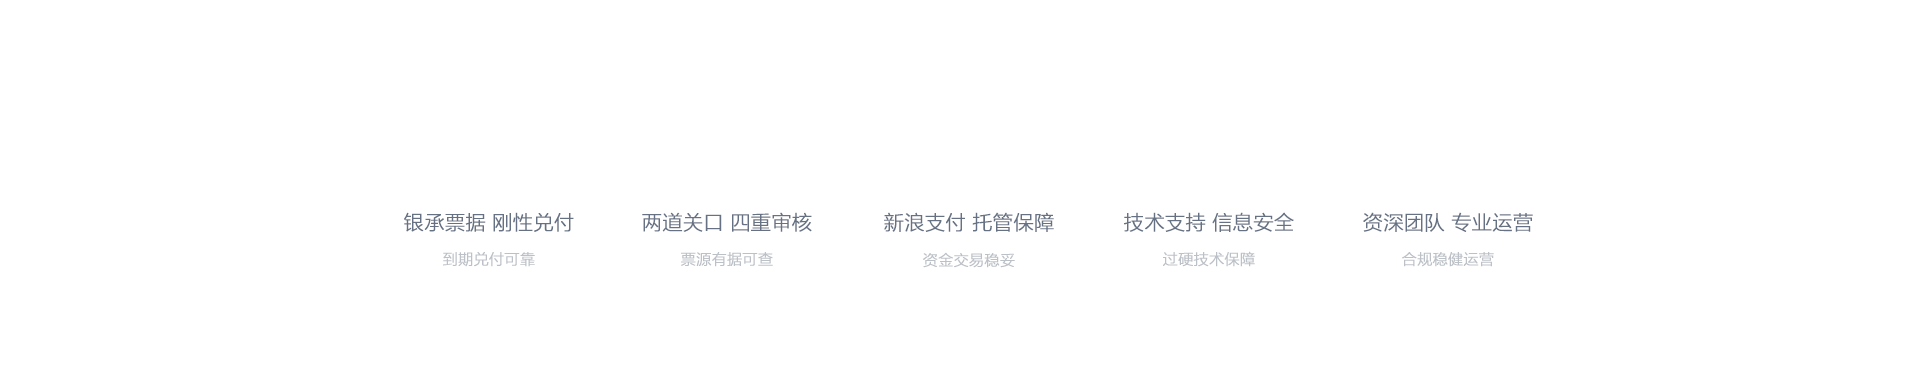 银承票据 刚性兑付
到期兑付可靠
两道关口 四重审核
票源有据可查
新浪支付 托管保障
资金交易稳妥
技术支持 信息安全
过硬技术保障
资深团队 专业运营
合规稳健运营